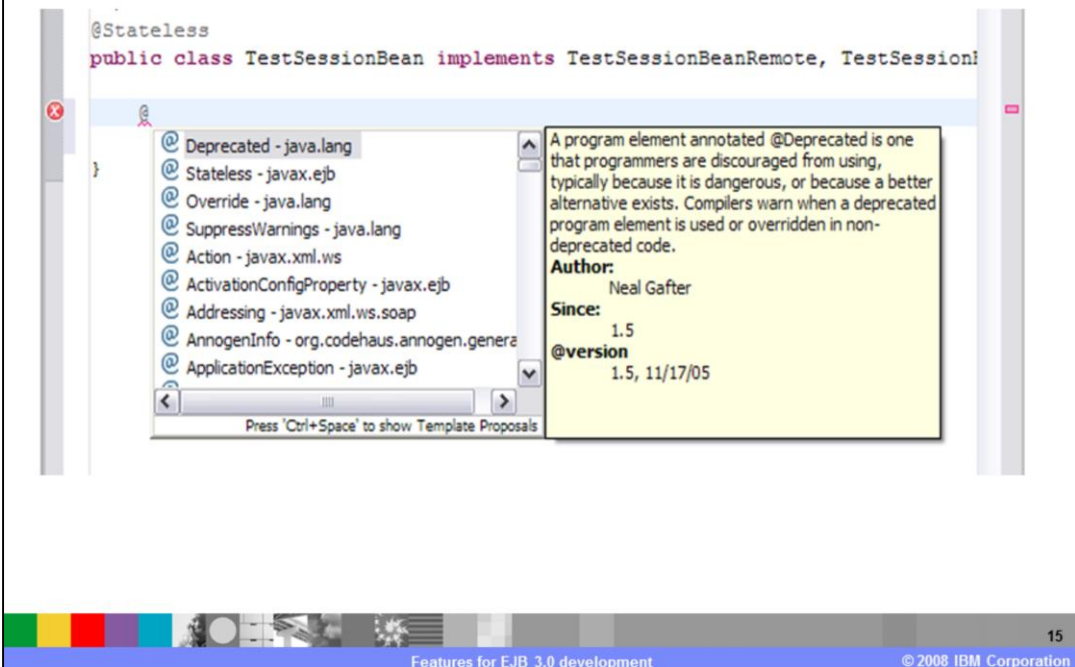 @Stateless
public class TestSessionBean implements TestSessionBeanRemote, TestSession
@
Deprecated - java.lang
Stateless - javax.ejb
Override - java.lang
SuppressWarnings - java.lang
Action - javax.xml.ws
ActivationConfigProperty - javax.ejb
Addressing - javax.xml.ws.soap
AnnogenInfo - org.codehaus.annogen.genera
ApplicationException - javax.ejb
Press 'Ctrl+Space' to show Template Proposals
A program element annotated @Deprecated is one
that programmers are discouraged from using,
typically because it is dangerous, or because a better
alternative exists. Compilers warn when a deprecated
program element is used or overridden in non-
deprecated code.
Author:
Neal Gafter
Since:
1.5
@version
1.5, 11/17/05
}
15
Features for EJB 3.0 development
© 2008 IBM Corporation